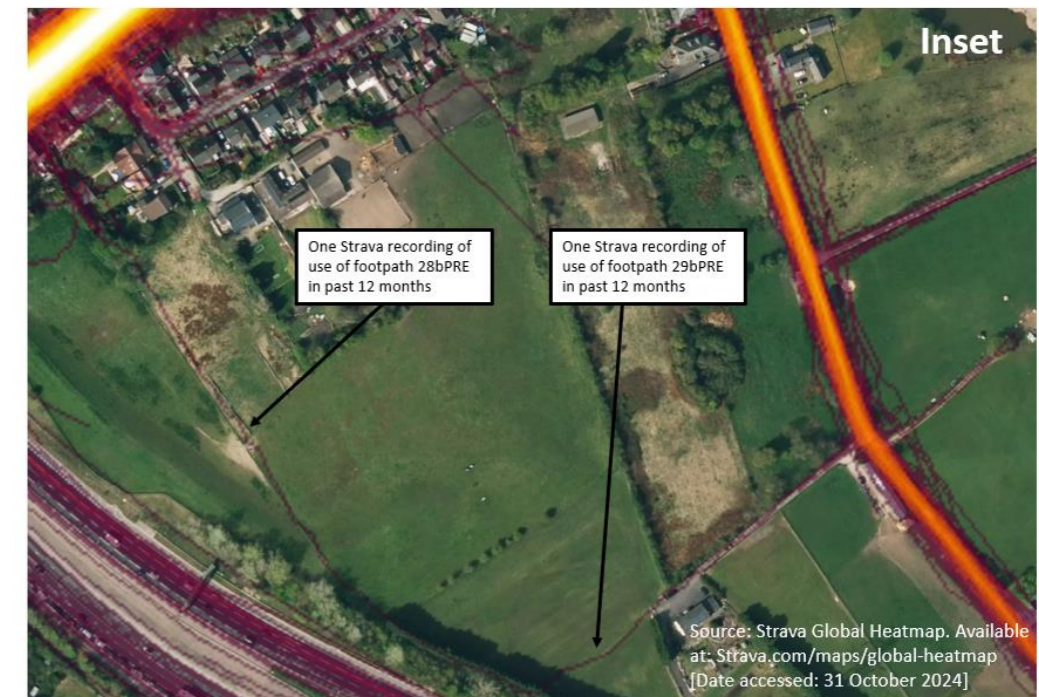 Inset
One Strava recording of
use of footpath 28bPRE
in past 12 months
One Strava recording of
use of footpath 29bPRE
in past 12 months
Source: Strava Global Heatmap. Available
at: Strava.com/maps/global-heatmap
[Date accessed: 31 October 2024]